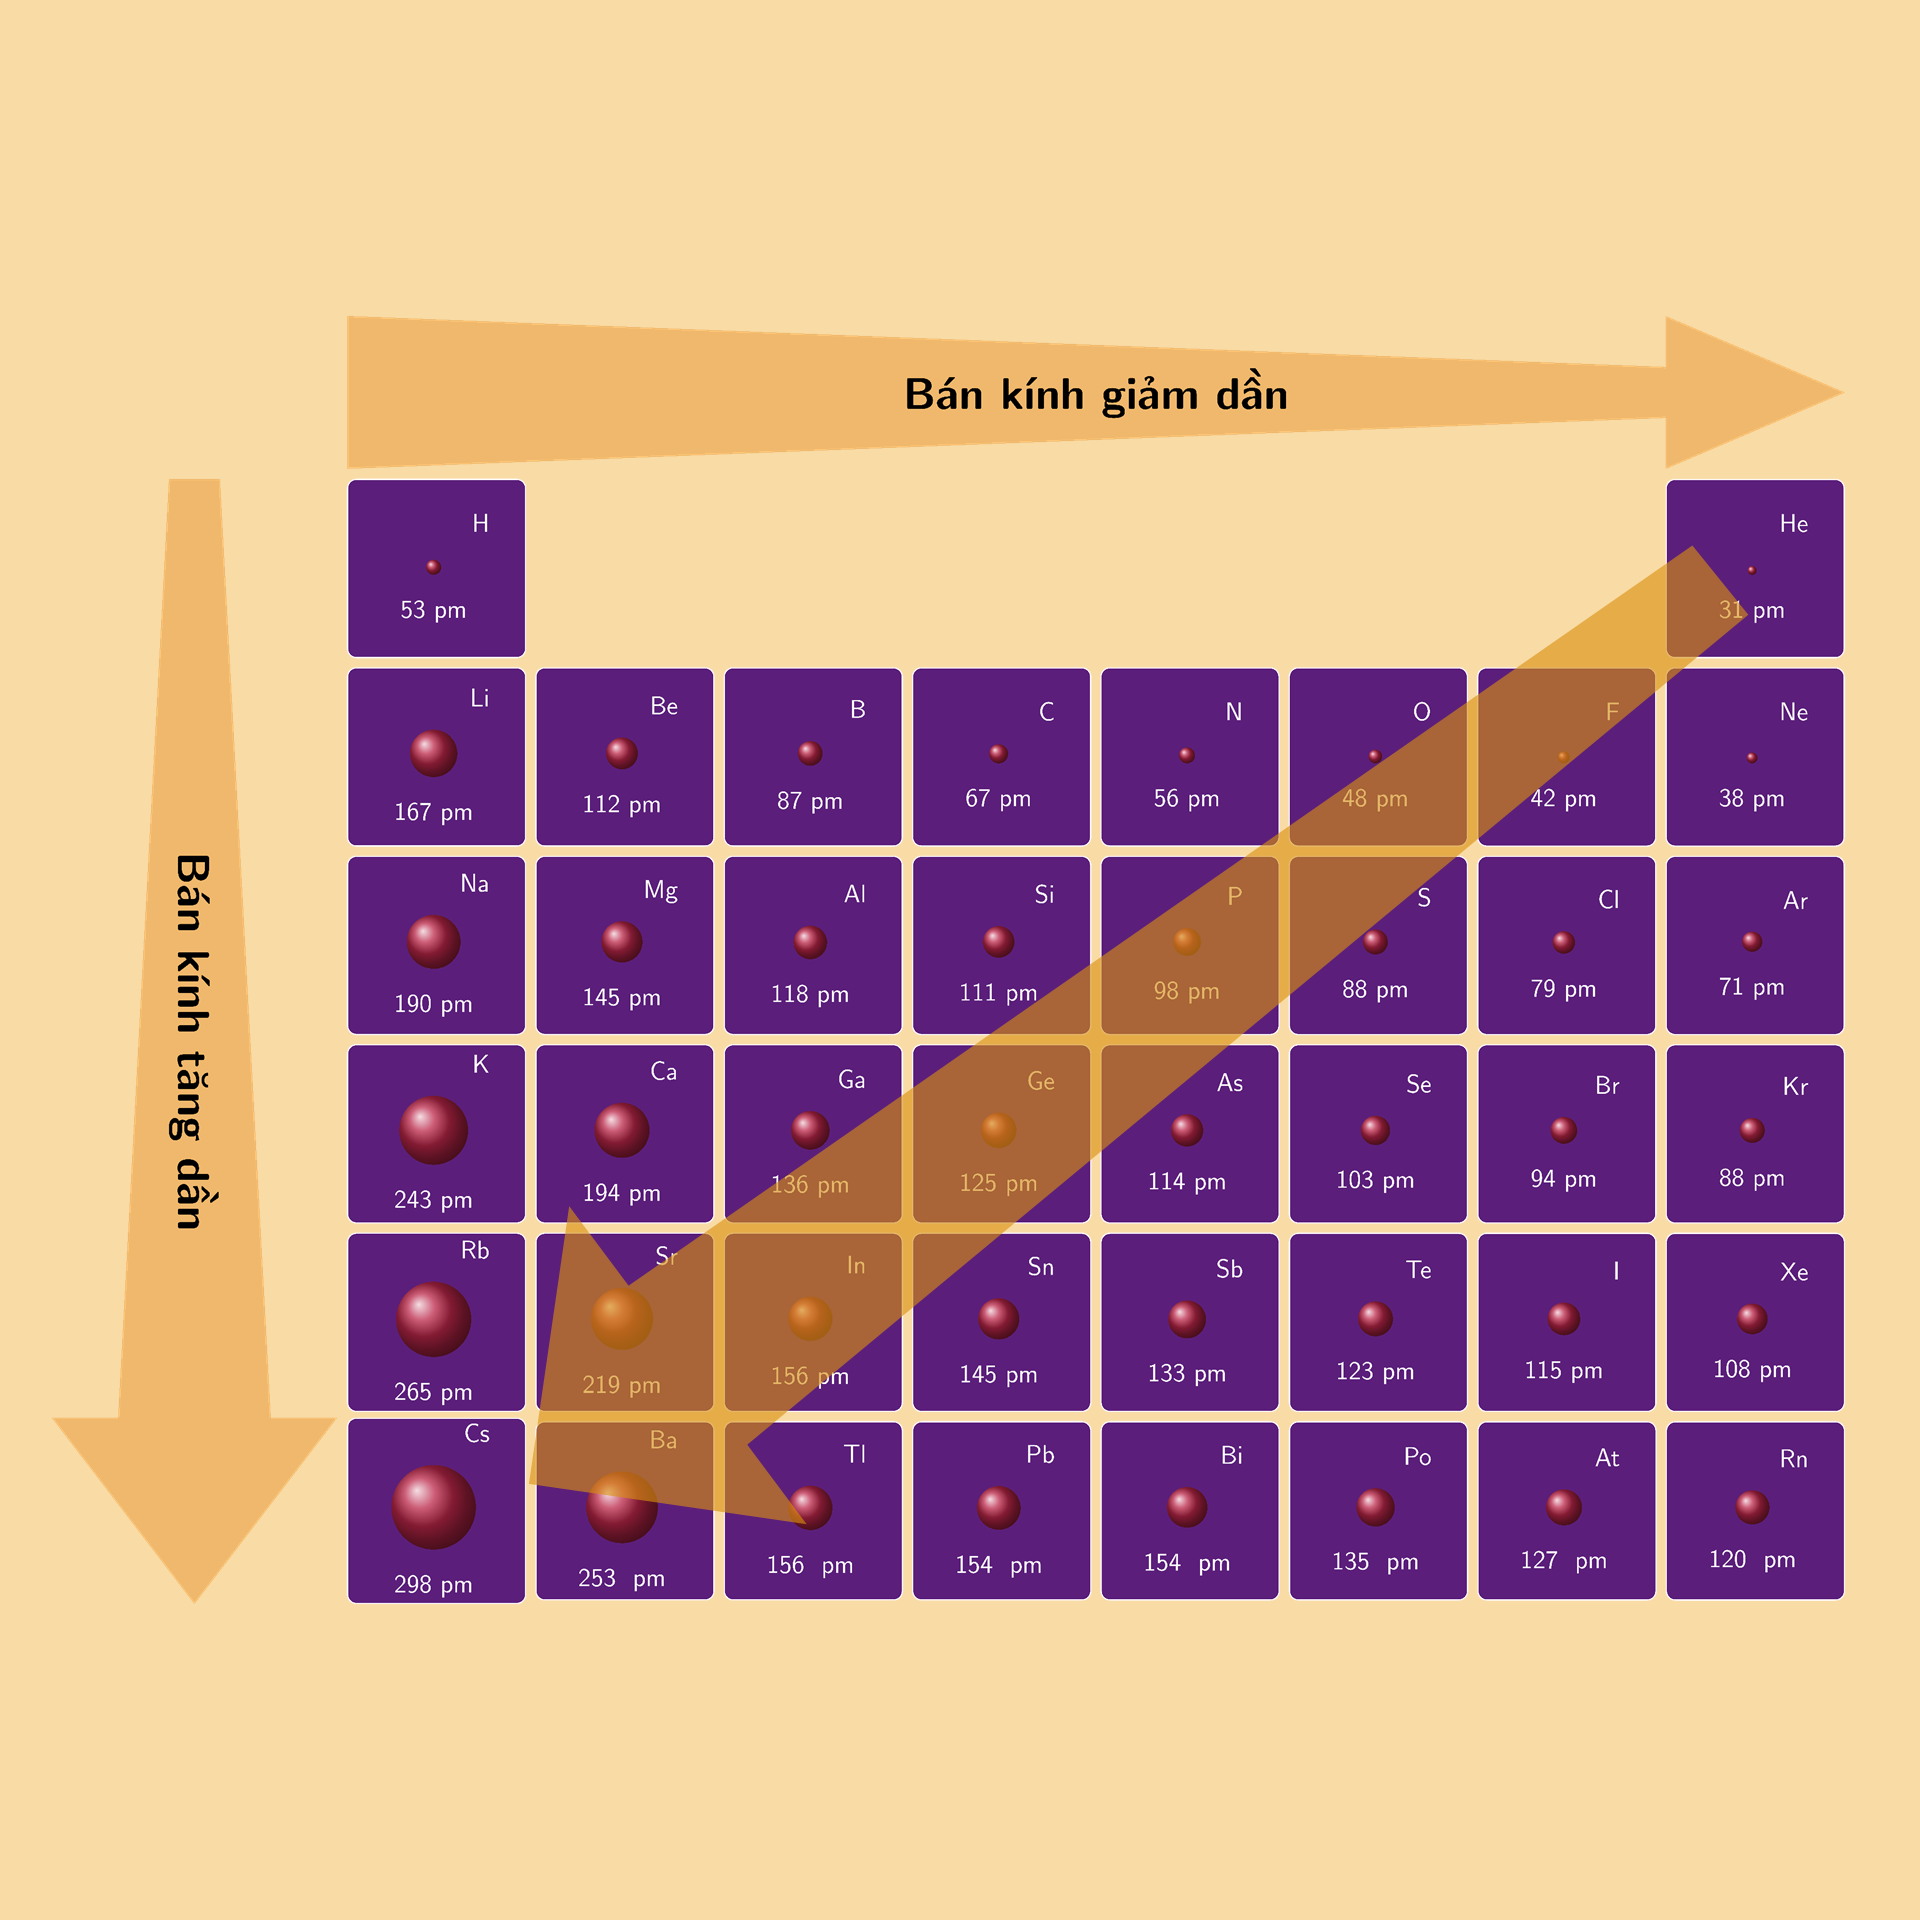 Bán kính giảm dần
Bán kính tăng dần
H
He
53 pm
31 pm
Li
Be
B
C
N
O
F
Ne
167 pm
112 pm
87 pm
67 pm
56 pm
48 pm
42 pm
38 pm
Na
Mg
Al
Si
P
S
Cl
Ar
190 pm
145 pm
118 pm
111 pm
98 pm
88 pm
79 pm
71 pm
K
Ca
Ga
Ge
As
Se
Br
Kr
243 pm
194 pm
136 pm
125 pm
114 pm
103 pm
94 pm
88 pm
Rb
Sr
In
Sn
Sb
Te
I
Xe
265 pm
219 pm
156 pm
145 pm
133 pm
123 pm
115 pm
108 pm
Cs
Ba
Tl
Pb
Bi
Po
At
Rn
298 pm
253 pm
156 pm
154 pm
154 pm
135 pm
127 pm
120 pm